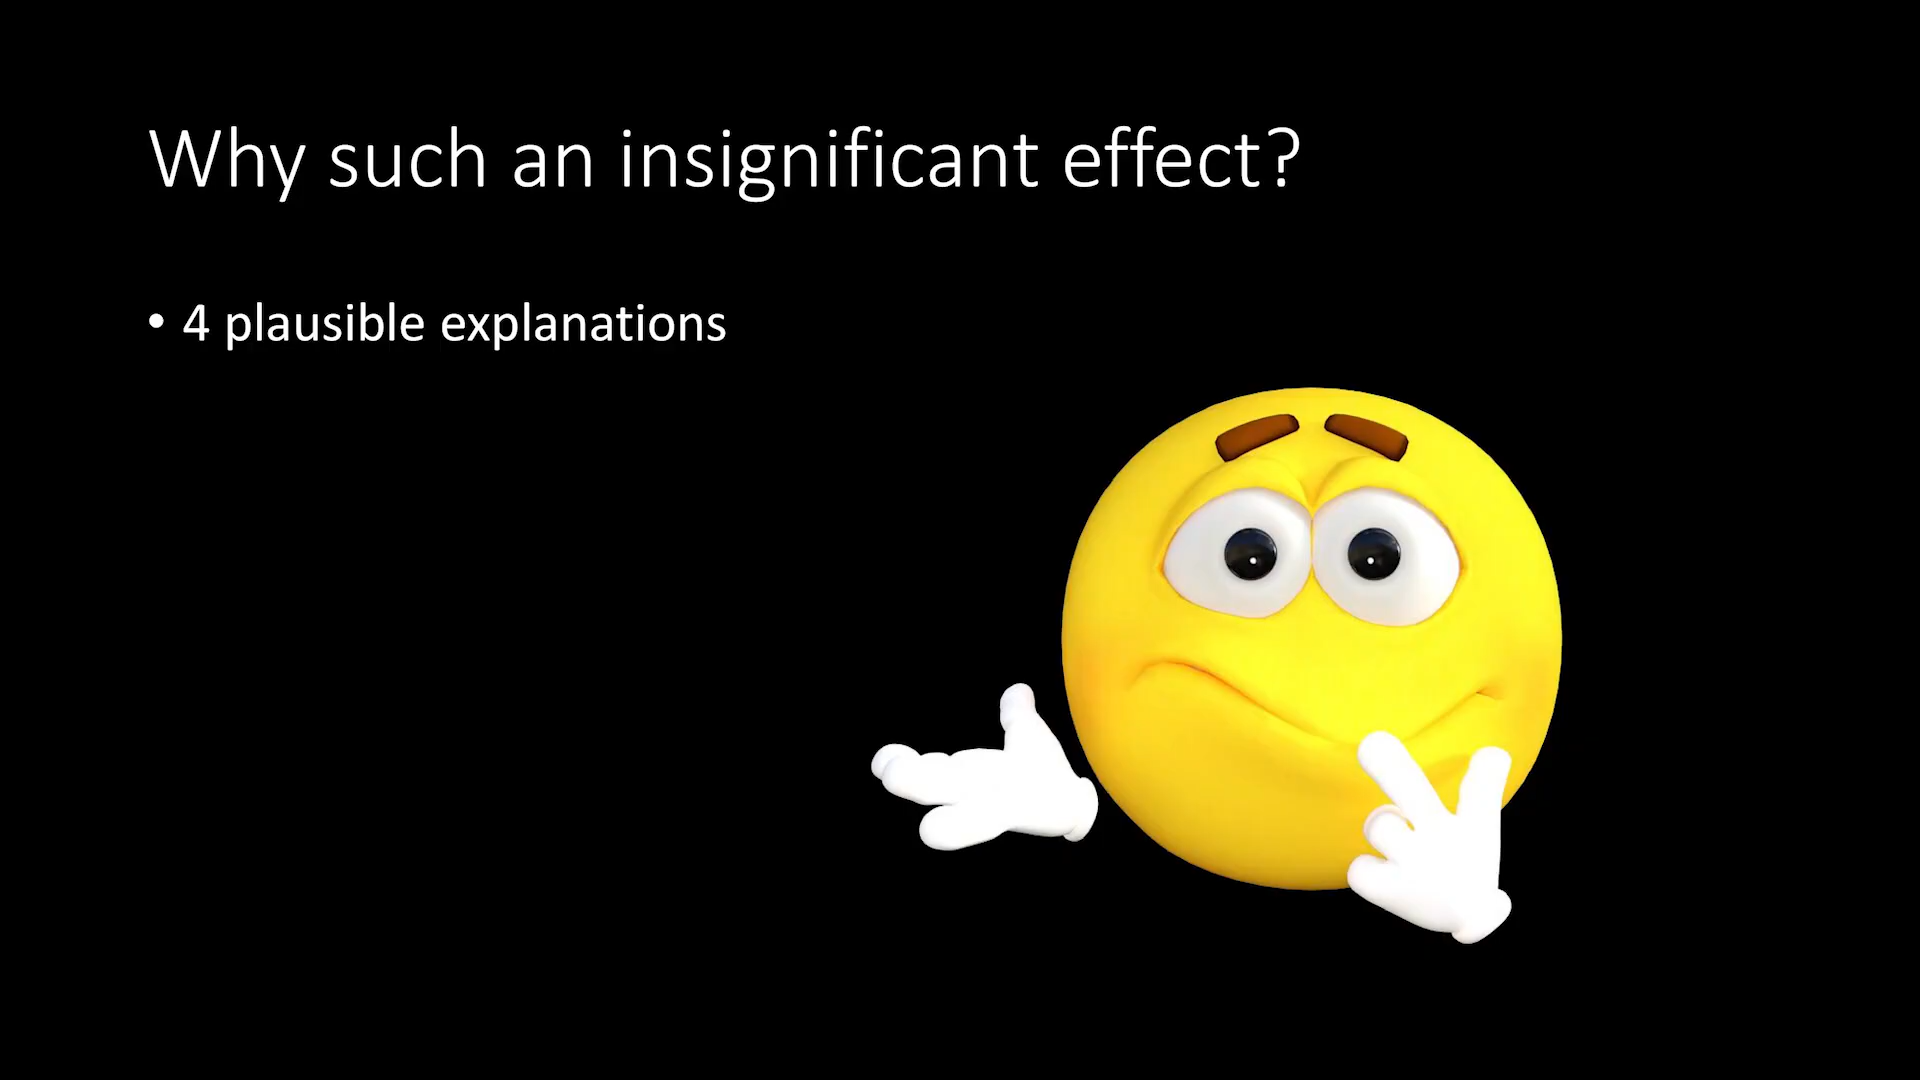 Why such an insignificant effect?
• 4 plausible explanations